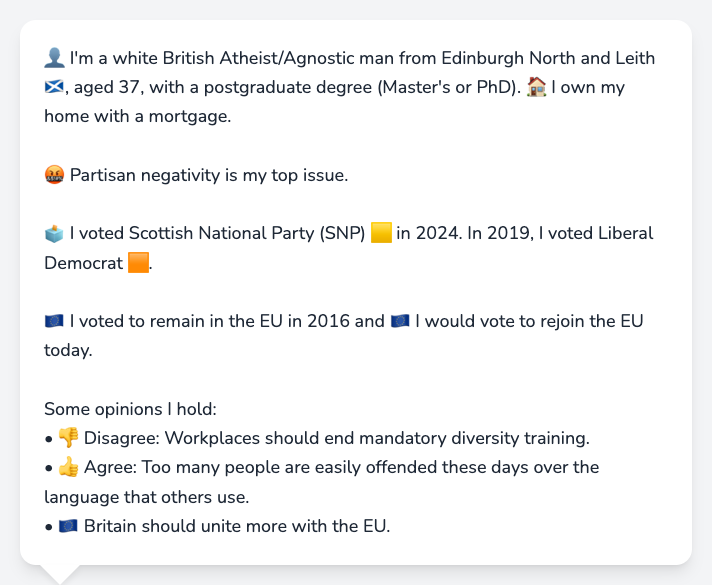 👤 I'm a white British Atheist/Agnostic man from Edinburgh North and Leith
🏴󠁧󠁢󠁳󠁣󠁴󠁿, aged 37, with a postgraduate degree (Master's or PhD). 🏠 I own my
home with a mortgage.
🤬 Partisan negativity is my top issue.
🗳️ I voted Scottish National Party (SNP) 🟨 in 2024. In 2019, I voted Liberal
Democrat 🟧.
🇪🇺 I voted to remain in the EU in 2016 and 🇪🇺 I would vote to rejoin the EU
today.
Some opinions I hold:
• 👎 Disagree: Workplaces should end mandatory diversity training.
• 👍 Agree: Too many people are easily offended these days over the
language that others use.
• 🇪🇺 Britain should unite more with the EU.